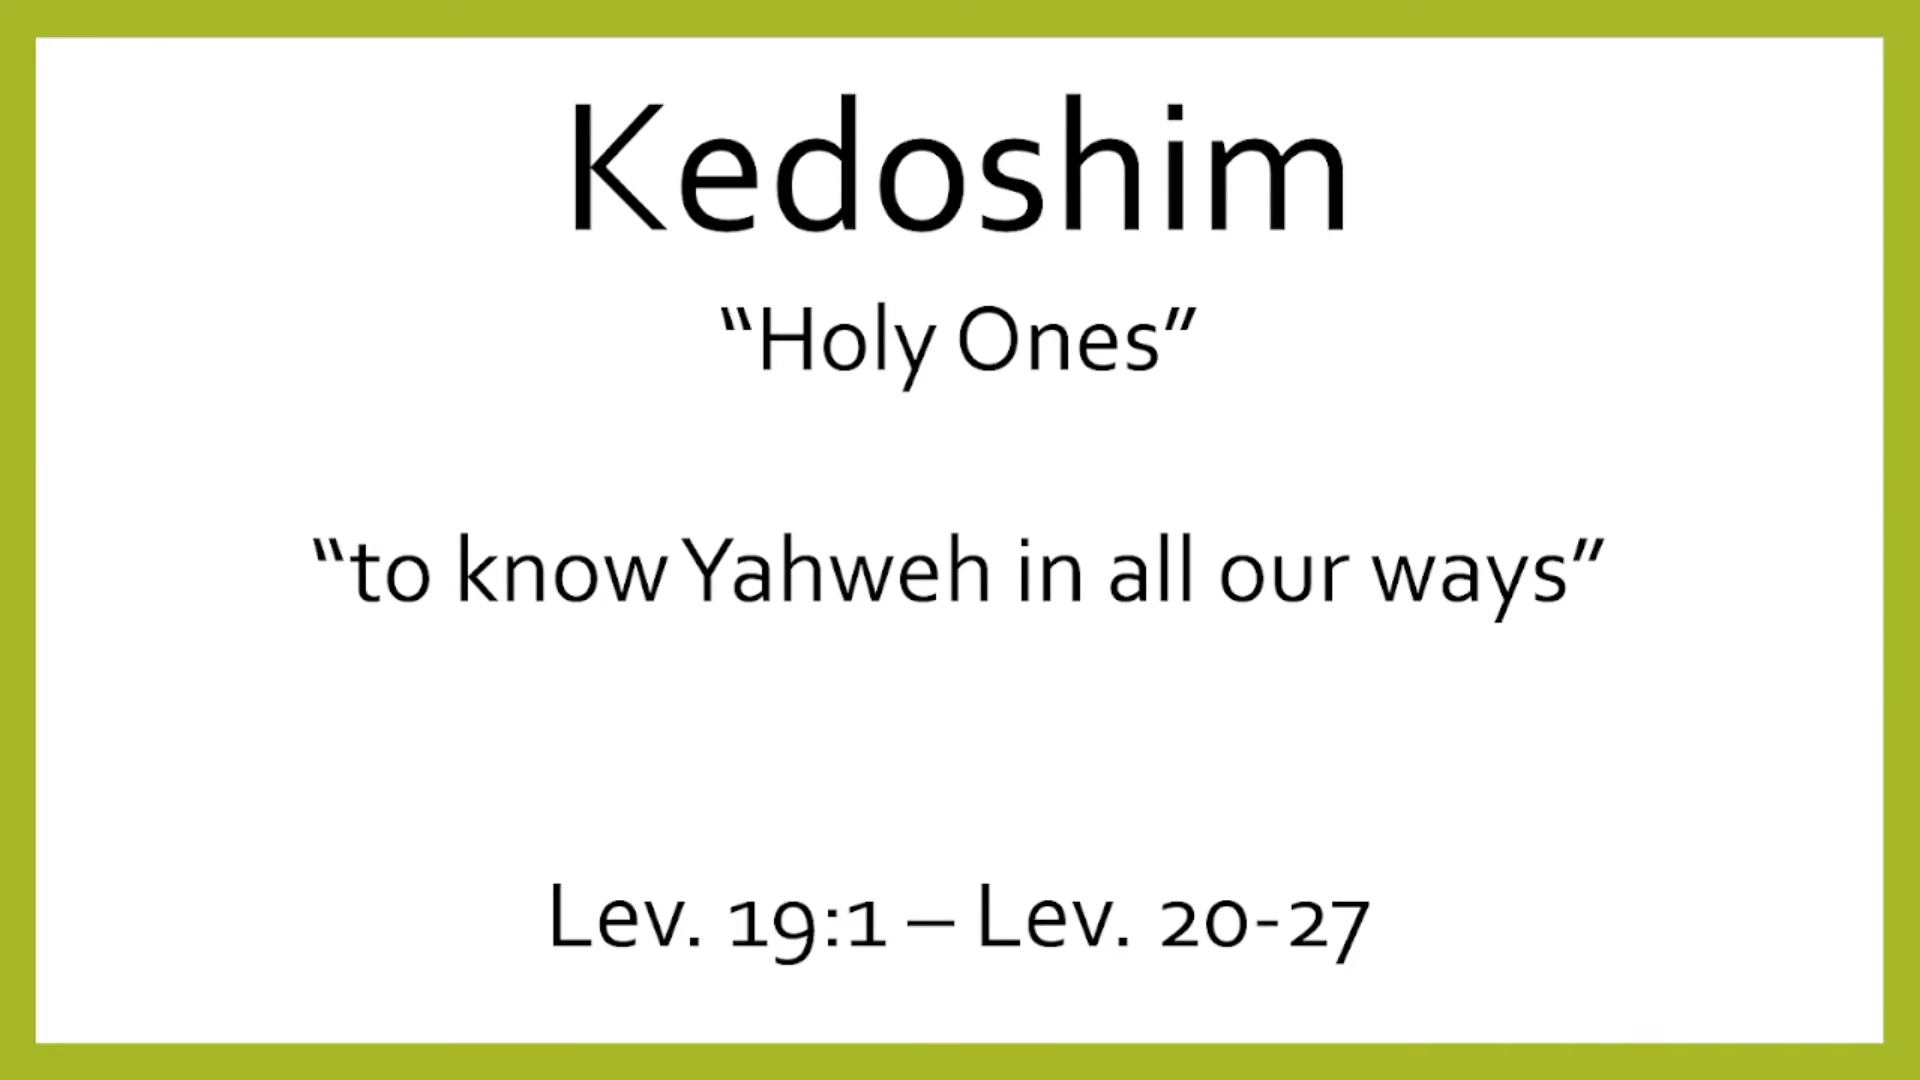 Kedoshim
“Holy Ones”
“to know Yahweh in all our ways”
Lev. 19:1 – Lev. 20-27